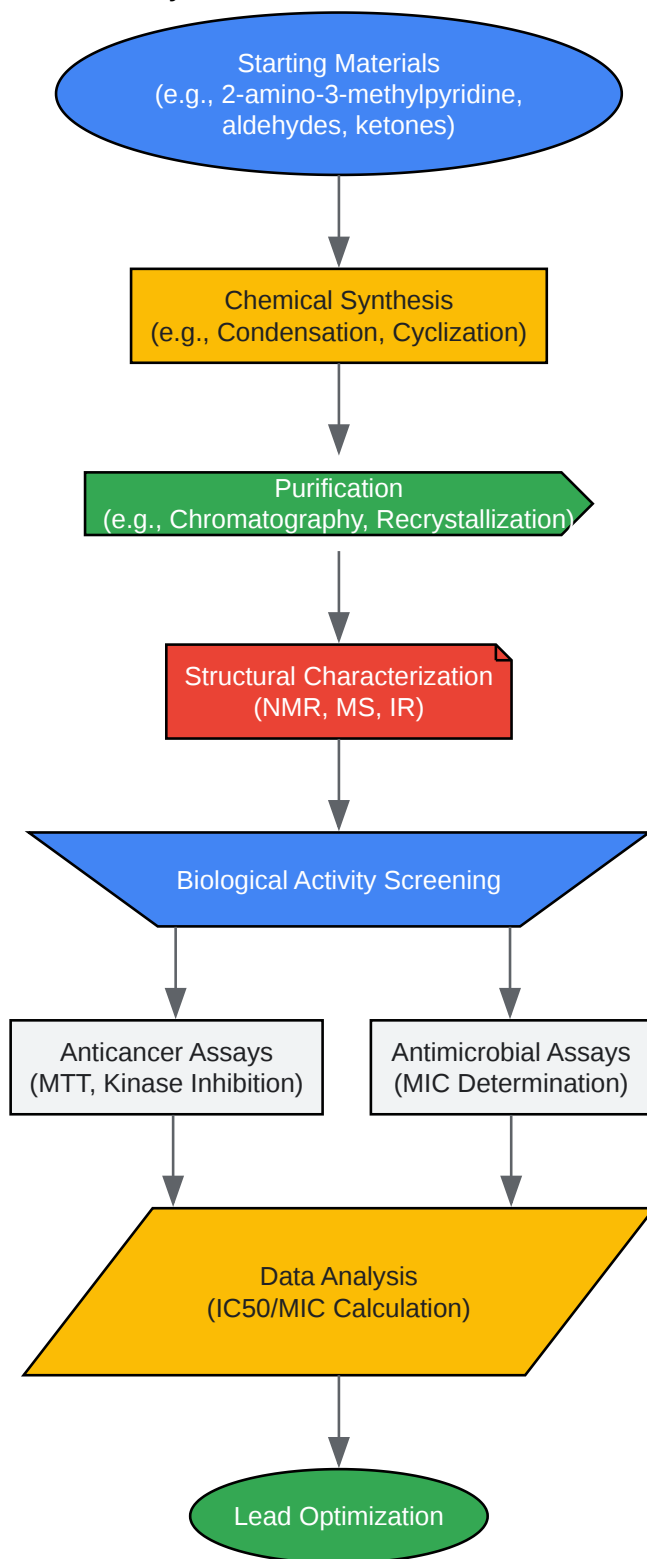 Starting Materials
(e.g., 2-amino-3-methylpyridine,
aldehydes, ketones)
Chemical Synthesis
(e.g., Condensation, Cyclization)
Purification
(e.g., Chromatography, Recrystallization)
Structural Characterization
(NMR, MS, IR)
Biological Activity Screening
Anticancer Assays
(MTT, Kinase Inhibition)
Antimicrobial Assays
(MIC Determination)
Data Analysis
(IC50/MIC Calculation)
Lead Optimization